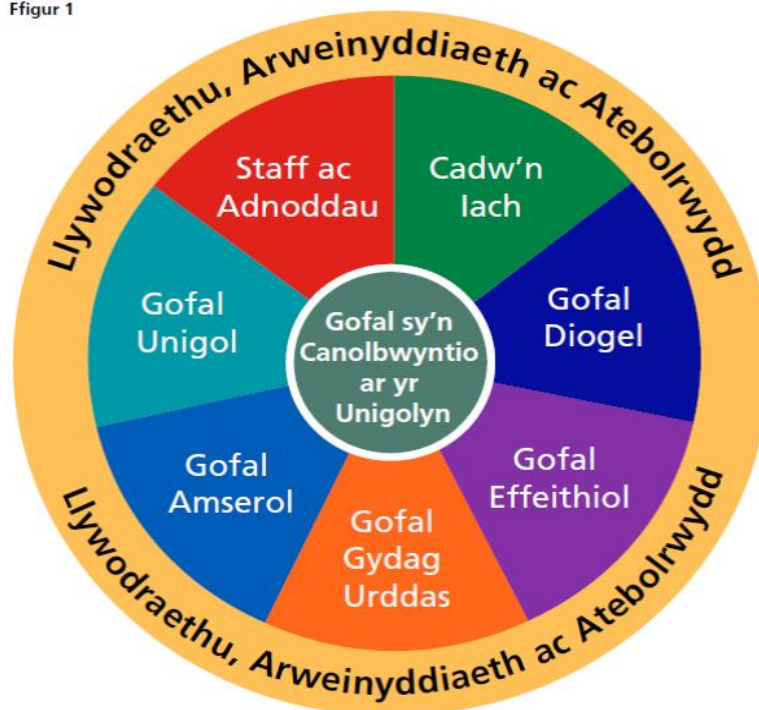 Ffigur 1
Llywodraethu, Arweinyddiaeth ac Atebolrwydd
Staff ac
Adnoddau
Cadw'n
Iach
Gofal
Unigol
Gofal
Diogel
Gofal sy'n
Canolbwyntio
ar yr
Unigolyn
Gofal
Amserol
Gofal
Effeithiol
Gofal
Gydag
Urddas
Llywodraethu, Arweinyddiaeth ac Atebolrwydd